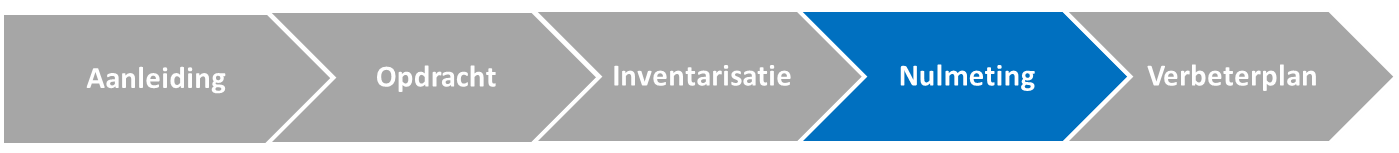 Aanleiding Opdracht Inventarisatie Nulmeting Verbeterplan